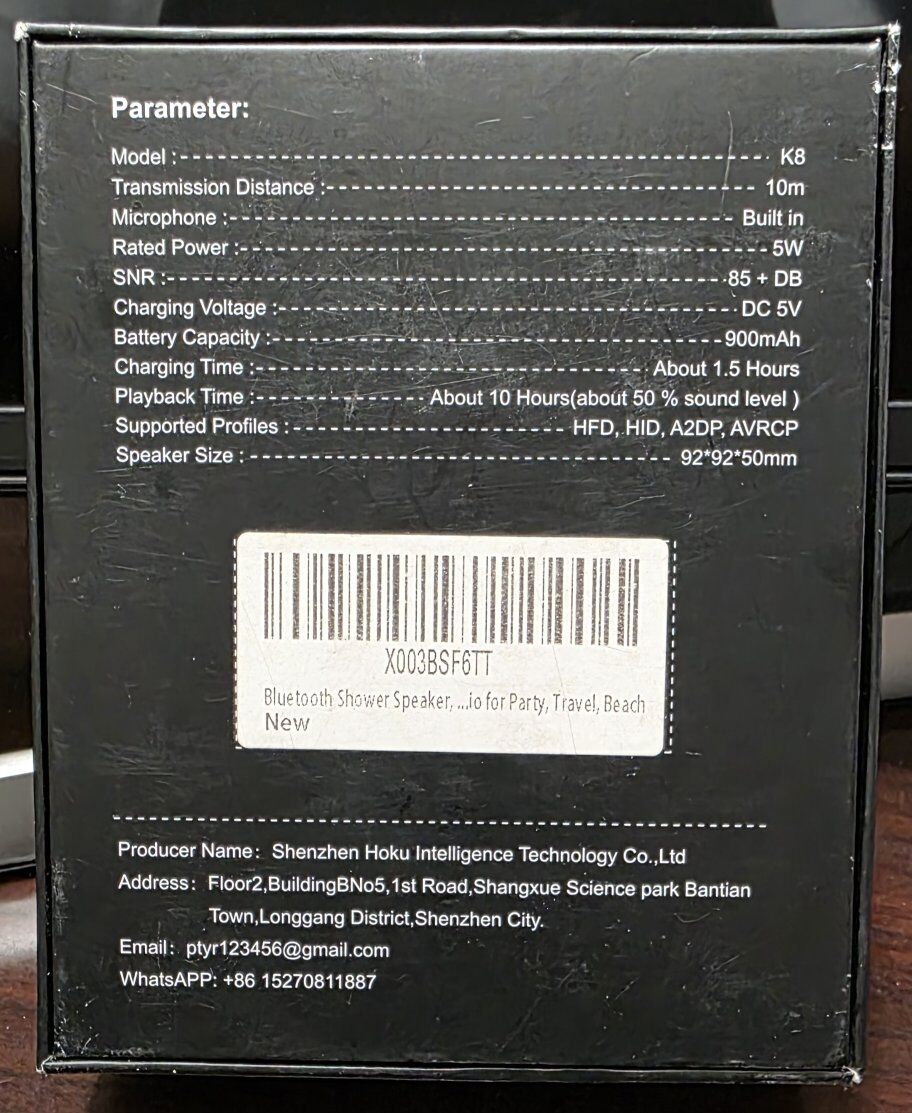 Parameter:
Model :--------------------------------------------------------- K8
Transmission Distance :----------------------------------------- 10m
Microphone :------------------------------------------------ Built in
Rated Power :-------------------------------------------------- 5W
SNR :------------------------------------------------------ 85 + DB
Charging Voltage :------------------------------------------ DC 5V
Battery Capacity :----------------------------------------- 900mAh
Charging Time :------------------------------------ About 1.5 Hours
Playback Time :--------------- About 10 Hours(about 50 % sound level )
Supported Profiles :------------------------- HFD, HID, A2DP, AVRCP
Speaker Size :--------------------------------------- 92*92*50mm
X003BSF6TT
Bluetooth Shower Speaker, ...io for Party, Travel, Beach
New
Producer Name： Shenzhen Hoku Intelligence Technology Co.,Ltd
Address： Floor2,BuildingBNo5,1st Road,Shangxue Science park Bantian
Town,Longgang District,Shenzhen City.
Email： ptyr123456@gmail.com
WhatsAPP: +86 15270811887